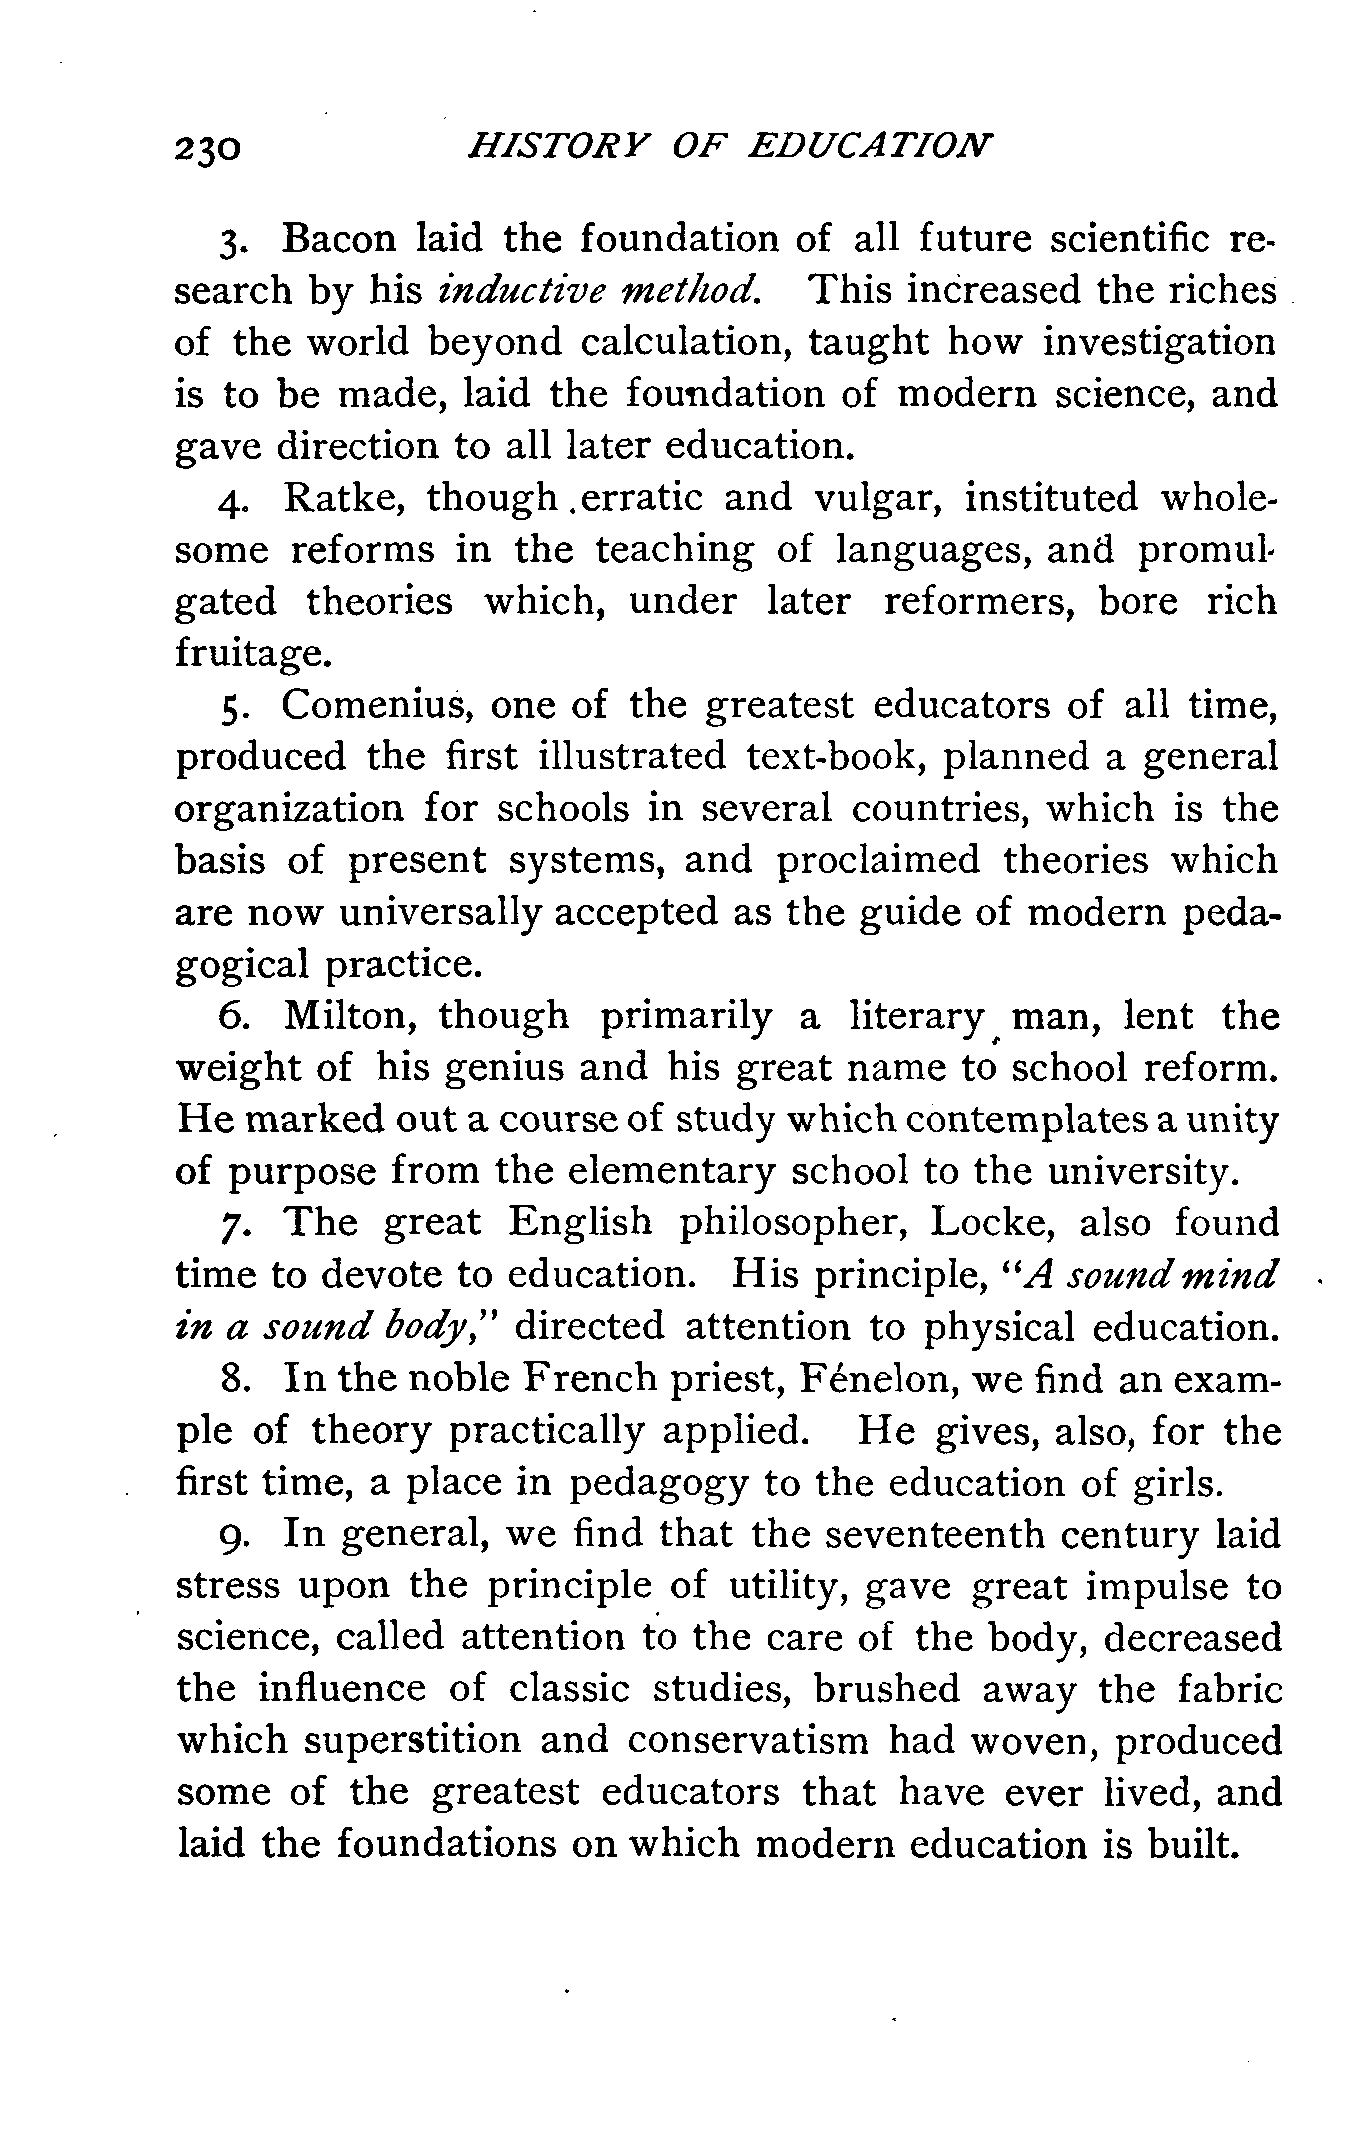 230 HISTORY OF EDUCATION
3. Bacon laid the foundation of all future scientific re-
search by his inductive method. This increased the riches
of the world beyond calculation, taught how investigation
is to be made, laid the foundation of modern science, and
gave direction to all later education.
4. Ratke, though erratic and vulgar, instituted whole-
some reforms in the teaching of languages, and promul-
gated theories which, under later reformers, bore rich
fruitage.
5. Comenius, one of the greatest educators of all time,
produced the first illustrated text-book, planned a general
organization for schools in several countries, which is the
basis of present systems, and proclaimed theories which
are now universally accepted as the guide of modern peda-
gogical practice.
6. Milton, though primarily a literary man, lent the
weight of his genius and his great name to school reform.
He marked out a course of study which contemplates a unity
of purpose from the elementary school to the university.
7. The great English philosopher, Locke, also found
time to devote to education. His principle, "A sound mind
in a sound body," directed attention to physical education.
8. In the noble French priest, Fénelon, we find an exam-
ple of theory practically applied. He gives, also, for the
first time, a place in pedagogy to the education of girls.
9. In general, we find that the seventeenth century laid
stress upon the principle of utility, gave great impulse to
science, called attention to the care of the body, decreased
the influence of classic studies, brushed away the fabric
which superstition and conservatism had woven, produced
some of the greatest educators that have ever lived, and
laid the foundations on which modern education is built.